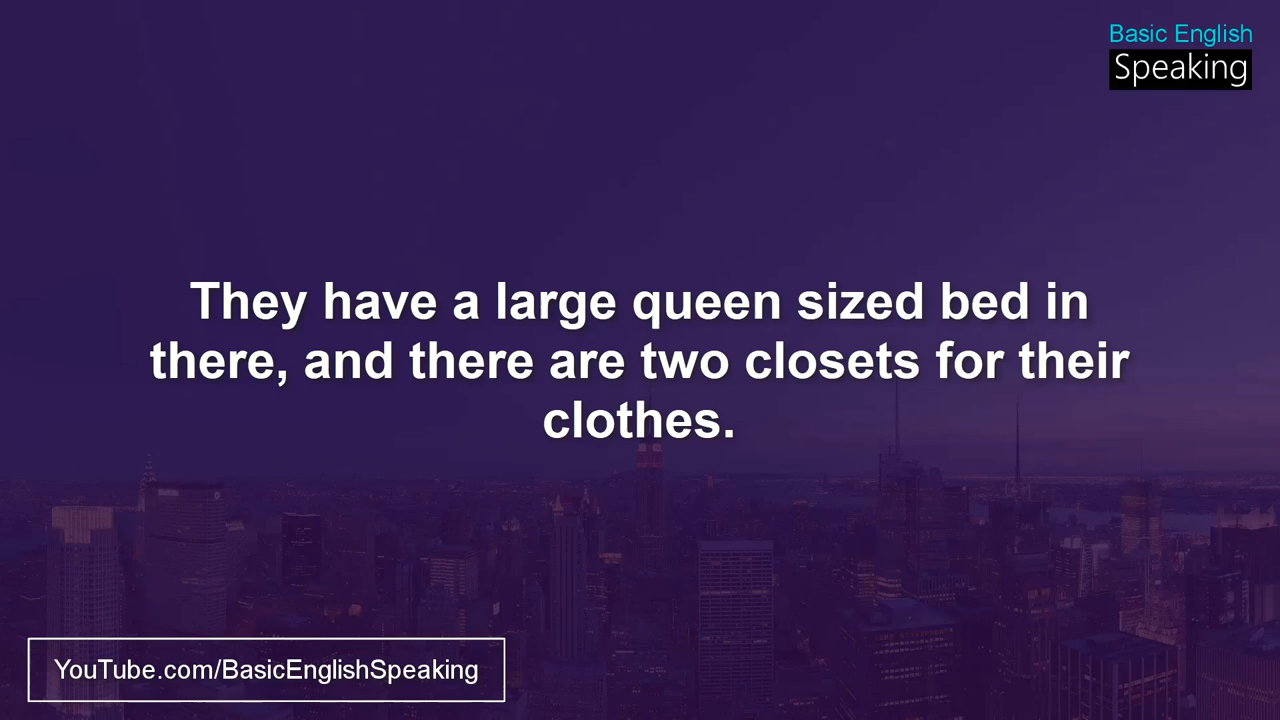 Basic English
Speaking
They have a large queen sized bed in
there, and there are two closets for their
clothes.
YouTube.com/BasicEnglishSpeaking